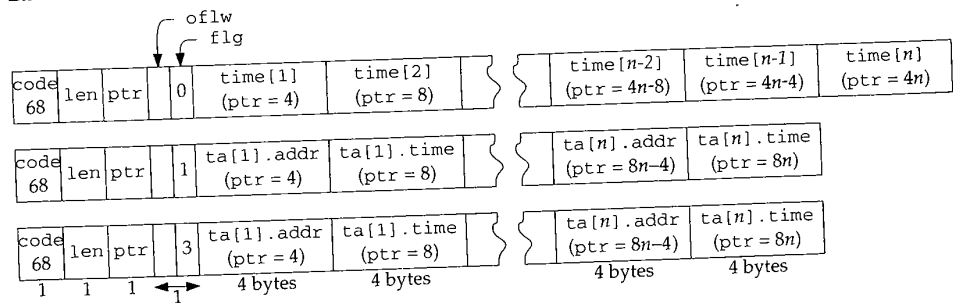 oflw
flg
code 68 len ptr 0 time[1] (ptr = 4) time[2] (ptr = 8) time[n-2] (ptr = 4n-8) time[n-1] (ptr = 4n-4) time[n] (ptr = 4n)
code 68 len ptr 1 ta[1].addr (ptr = 4) ta[1].time (ptr = 8) ta[n].addr (ptr = 8n-4) ta[n].time (ptr = 8n)
code 68 len ptr 3 ta[1].addr (ptr = 4) ta[1].time (ptr = 8) ta[n].addr (ptr = 8n-4) ta[n].time (ptr = 8n)
1 1 1 1 4 bytes 4 bytes 4 bytes 4 bytes